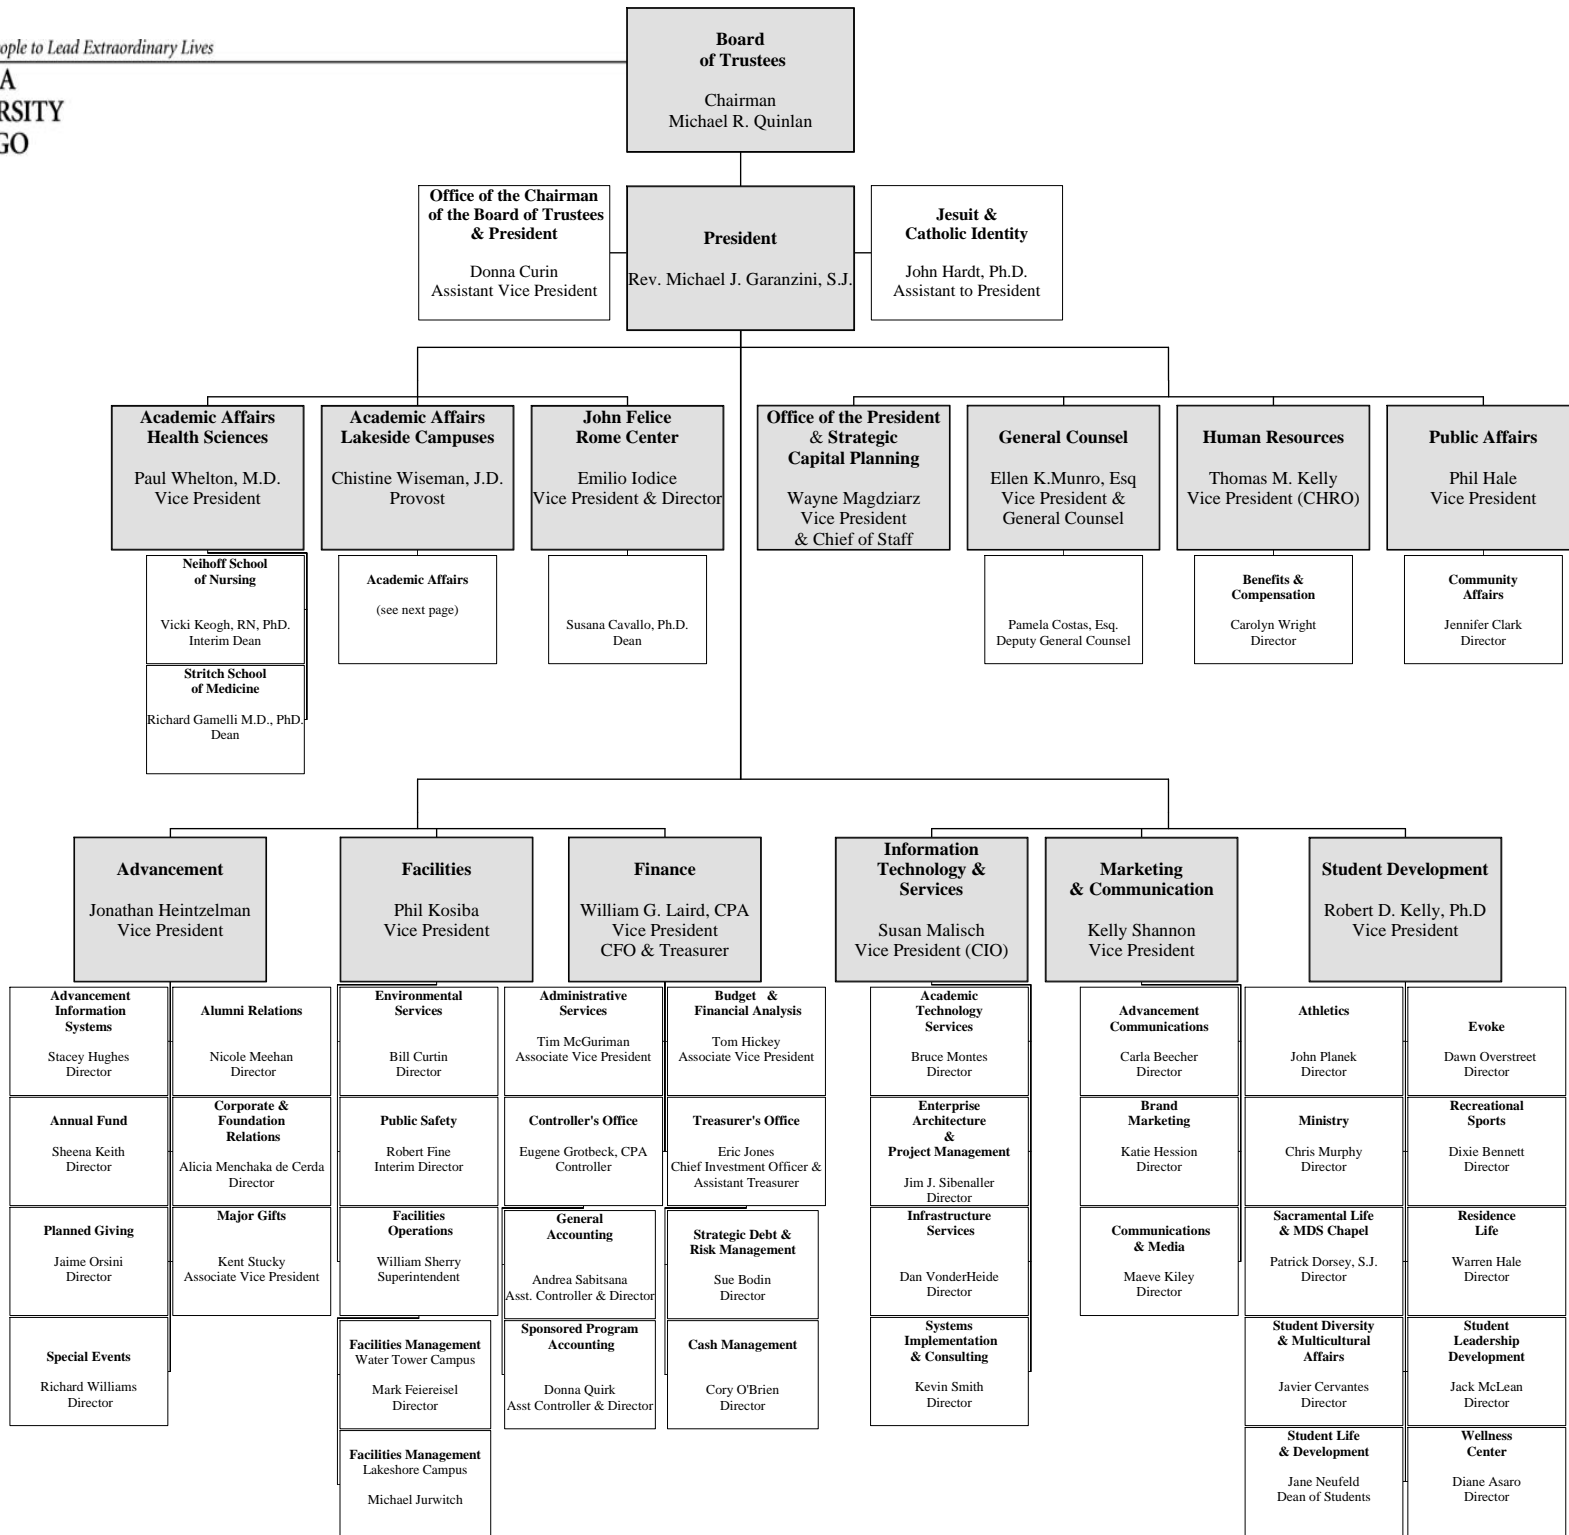 ople to Lead Extraordinary Lives
A
RSITY
GO
Board
of Trustees
Chairman
Michael R. Quinlan
Office of the Chairman
of the Board of Trustees
& President
Donna Curin
Assistant Vice President
President
Rev. Michael J. Garanzini, S.J.
Jesuit &
Catholic Identity
John Hardt, Ph.D.
Assistant to President
Academic Affairs
Health Sciences
Paul Whelton, M.D.
Vice President
Academic Affairs
Lakeside Campuses
Chistine Wiseman, J.D.
Provost
John Felice
Rome Center
Emilio Iodice
Vice President & Director
Office of the President
& Strategic
Capital Planning
Wayne Magdziarz
Vice President
& Chief of Staff
General Counsel
Ellen K.Munro, Esq
Vice President &
General Counsel
Human Resources
Thomas M. Kelly
Vice President (CHRO)
Public Affairs
Phil Hale
Vice President
Neihoff School
of Nursing
Vicki Keogh, RN, PhD.
Interim Dean
Academic Affairs
(see next page)
Susana Cavallo, Ph.D.
Dean
Pamela Costas, Esq.
Deputy General Counsel
Benefits &
Compensation
Carolyn Wright
Director
Community
Affairs
Jennifer Clark
Director
Stritch School
of Medicine
Richard Gamelli M.D., PhD.
Dean
Advancement
Jonathan Heintzelman
Vice President
Facilities
Phil Kosiba
Vice President
Finance
William G. Laird, CPA
Vice President
CFO & Treasurer
Information
Technology &
Services
Susan Malisch
Vice President (CIO)
Marketing
& Communication
Kelly Shannon
Vice President
Student Development
Robert D. Kelly, Ph.D
Vice President
Advancement
Information
Systems
Stacey Hughes
Director
Alumni Relations
Nicole Meehan
Director
Environmental
Services
Bill Curtin
Director
Administrative
Services
Tim McGuriman
Associate Vice President
Budget &
Financial Analysis
Tom Hickey
Associate Vice President
Academic
Technology
Services
Bruce Montes
Director
Advancement
Communications
Carla Beecher
Director
Athletics
John Planek
Director
Evoke
Dawn Overstreet
Director
Annual Fund
Sheena Keith
Director
Corporate &
Foundation
Relations
Alicia Menchaka de Cerda
Director
Public Safety
Robert Fine
Interim Director
Controller's Office
Eugene Grotbeck, CPA
Controller
Treasurer's Office
Eric Jones
Chief Investment Officer &
Assistant Treasurer
Enterprise
Architecture
&
Project Management
Jim J. Sibenaller
Director
Brand
Marketing
Katie Hession
Director
Ministry
Chris Murphy
Director
Recreational
Sports
Dixie Bennett
Director
Planned Giving
Jaime Orsini
Director
Major Gifts
Kent Stucky
Associate Vice President
Facilities
Operations
William Sherry
Superintendent
General
Accounting
Andrea Sabitsana
Asst. Controller & Director
Strategic Debt &
Risk Management
Sue Bodin
Director
Infrastructure
Services
Dan VonderHeide
Director
Communications
& Media
Maeve Kiley
Director
Sacramental Life
& MDS Chapel
Patrick Dorsey, S.J.
Director
Residence
Life
Warren Hale
Director
Special Events
Richard Williams
Director
Facilities Management
Water Tower Campus
Mark Feiereisel
Director
Sponsored Program
Accounting
Donna Quirk
Asst Controller & Director
Cash Management
Cory O'Brien
Director
Systems
Implementation
& Consulting
Kevin Smith
Director
Student Diversity
& Multicultural
Affairs
Javier Cervantes
Director
Student
Leadership
Development
Jack McLean
Director
Facilities Management
Lakeshore Campus
Michael Jurwitch
Student Life
& Development
Jane Neufeld
Dean of Students
Wellness
Center
Diane Asaro
Director